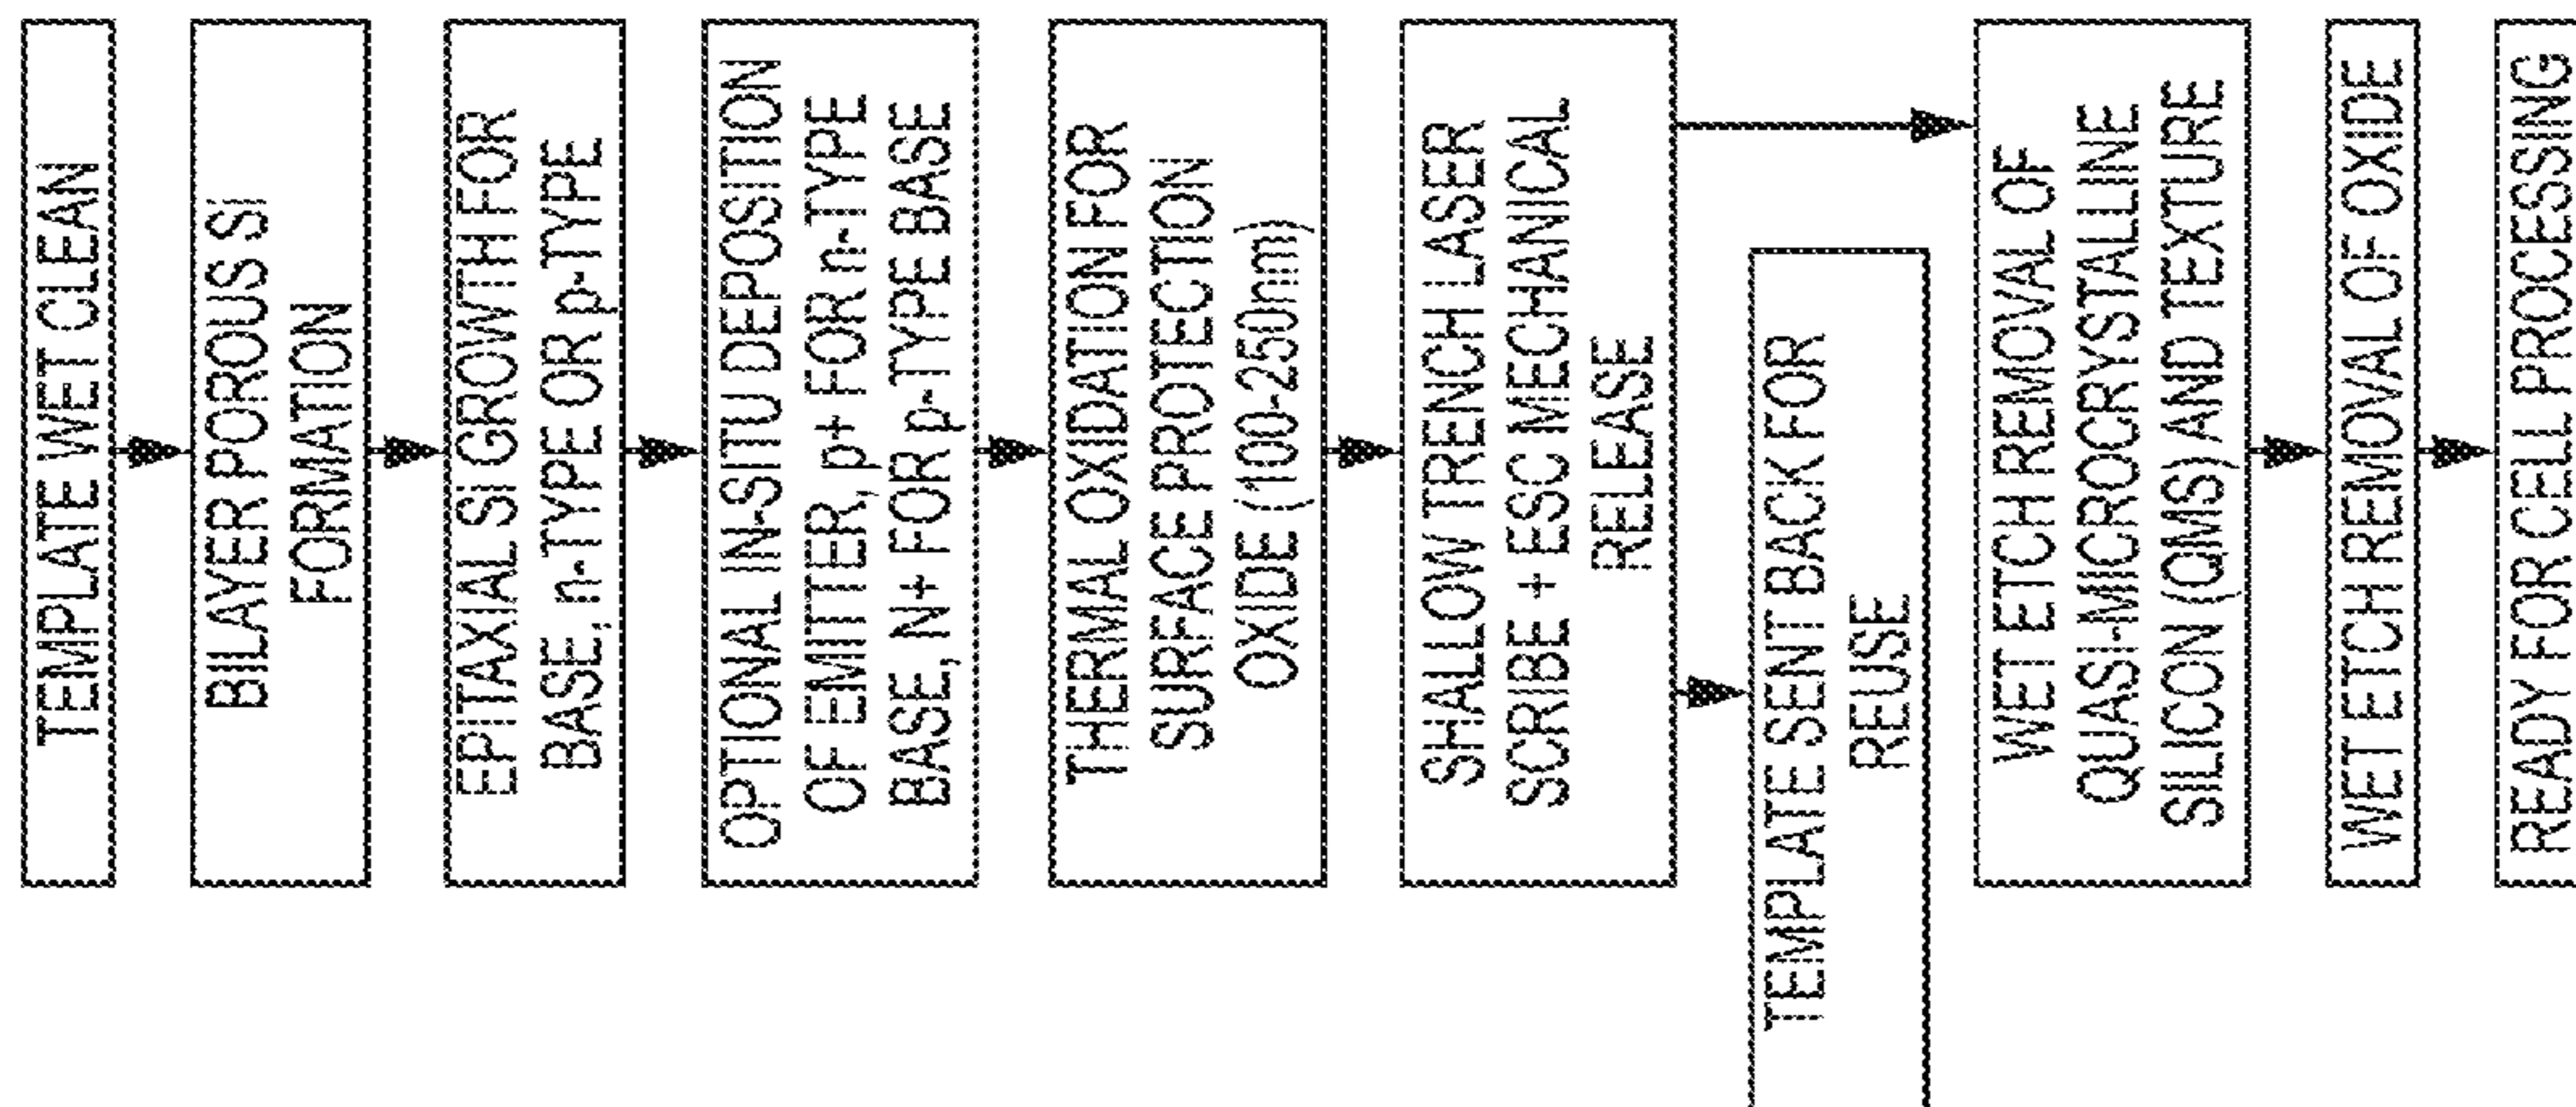 TEMPLATE WET CLEAN
BILAYER POROUS Si
FORMATION
EPITAXIAL Si GROWTH FOR
BASE, n-TYPE OR p-TYPE
OPTIONAL IN-SITU DEPOSITION
OF EMITTER, p+ FOR n-TYPE
BASE, N+ FOR p-TYPE BASE
THERMAL OXIDATION FOR
SURFACE PROTECTION
OXIDE (100-250nm)
SHALLOW TRENCH LASER
SCRIBE + ESC MECHANICAL
RELEASE
TEMPLATE SENT BACK FOR
REUSE
WET ETCH REMOVAL OF
QUASI-MICROCRYSTALLINE
SILICON (QMS) AND TEXTURE
WET ETCH REMOVAL OF OXIDE
READY FOR CELL PROCESSING